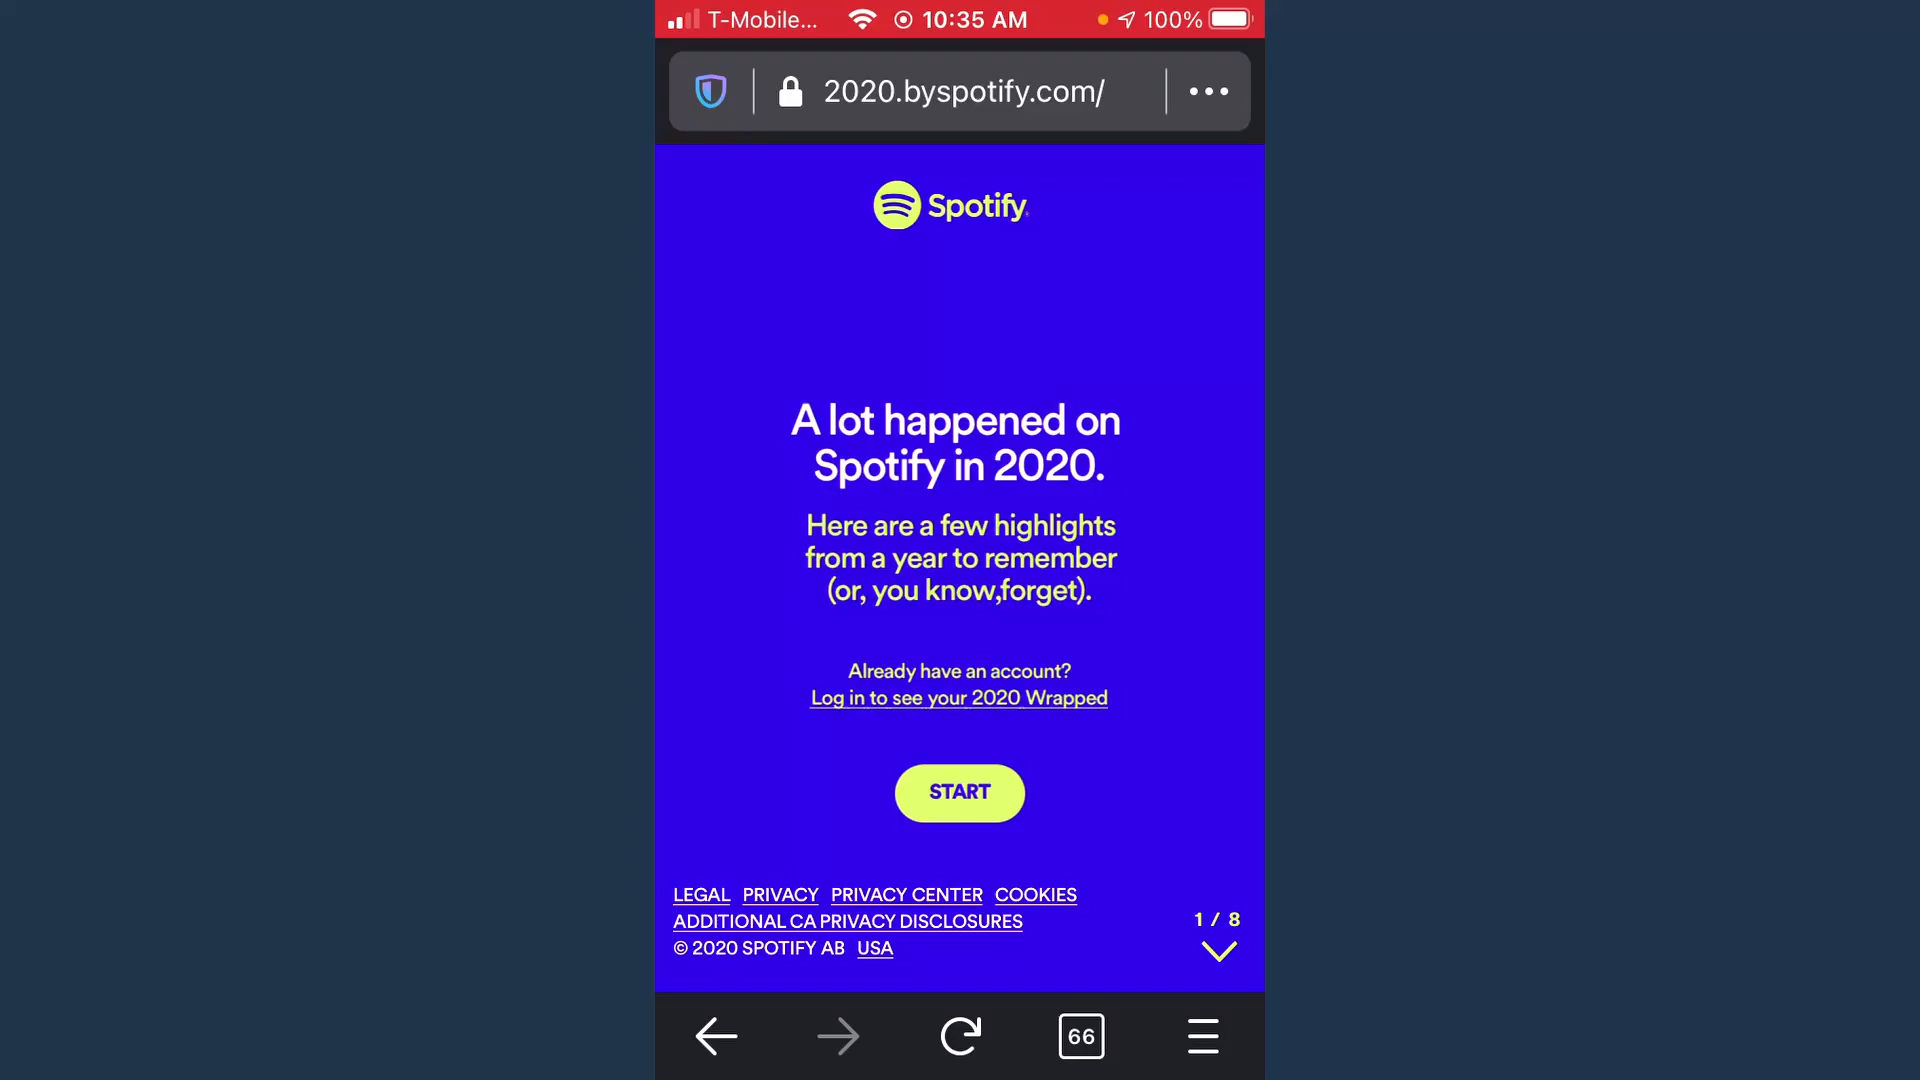 T-Mobile... 10:35 AM 100%
2020.byspotify.com/
Spotify
A lot happened on
Spotify in 2020.
Here are a few highlights
from a year to remember
(or, you know,forget).
Already have an account?
Log in to see your 2020 Wrapped
START
LEGAL PRIVACY PRIVACY CENTER COOKIES
ADDITIONAL CA PRIVACY DISCLOSURES
© 2020 SPOTIFY AB USA
1 / 8
66